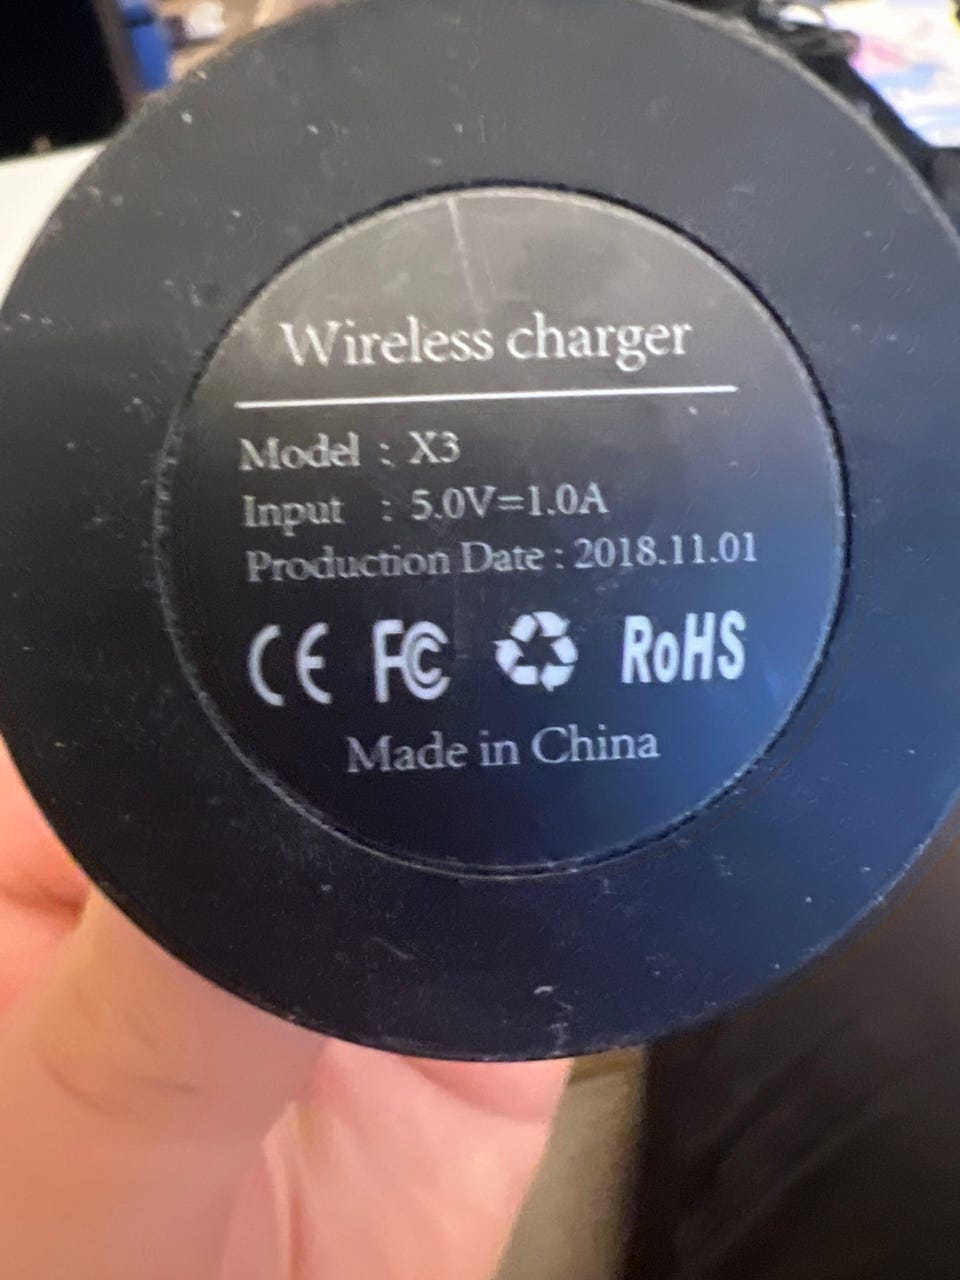 Wireless charger
Model : X3
Input : 5.0V=1.0A
Production Date : 2018.11.01
CE FC RoHS
Made in China